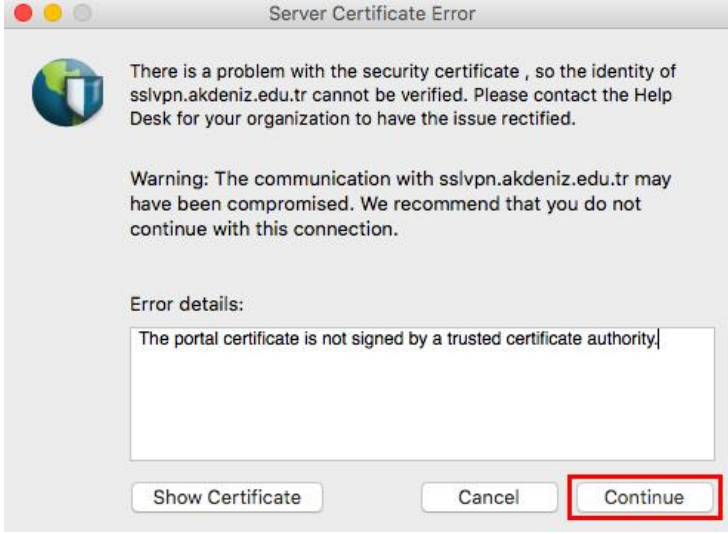 Server Certificate Error
There is a problem with the security certificate , so the identity of
sslvpn.akdeniz.edu.tr cannot be verified. Please contact the Help
Desk for your organization to have the issue rectified.
Warning: The communication with sslvpn.akdeniz.edu.tr may
have been compromised. We recommend that you do not
continue with this connection.
Error details:
The portal certificate is not signed by a trusted certificate authority.
Show Certificate
Cancel
Continue